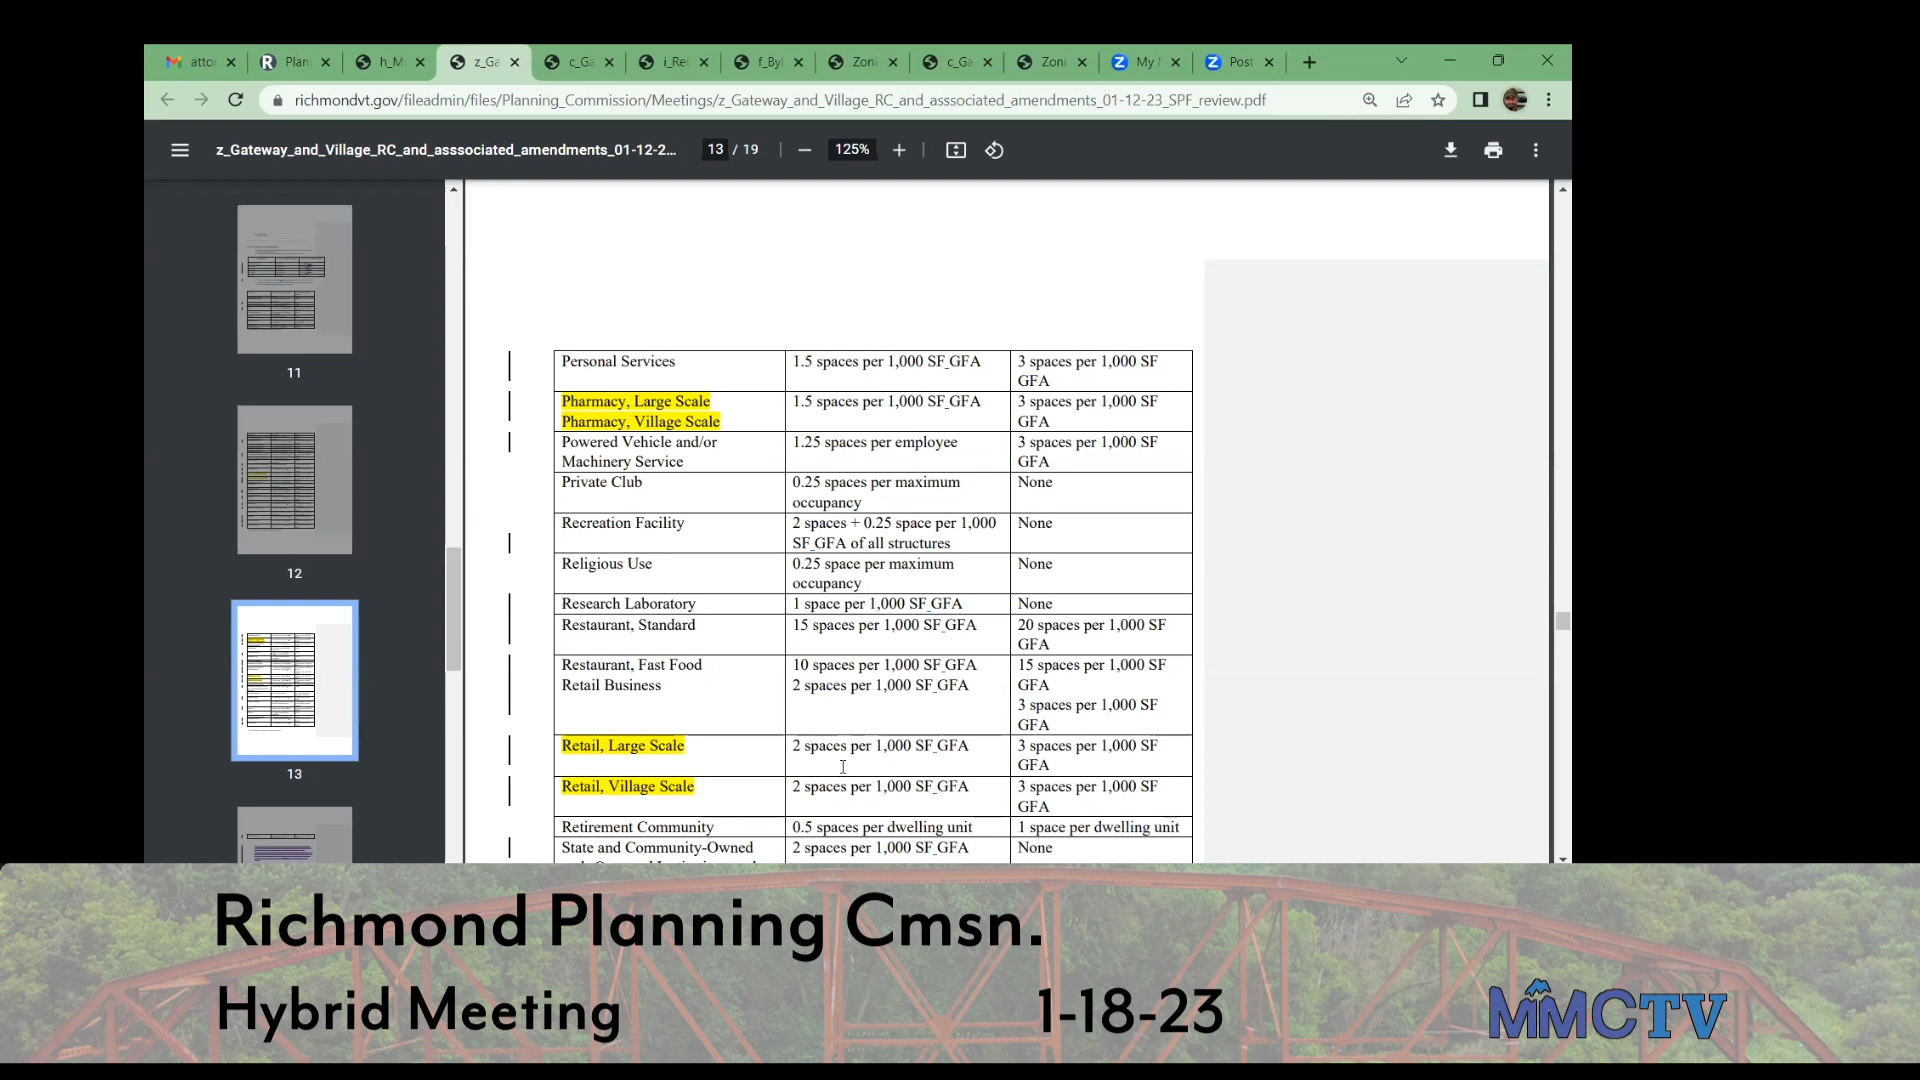 attor
Plan
h_M
z_Ga
c_Ga
i_Ret
f_Byl
Zoni
c_Ga
Zoni
My
Post
richmondvt.gov/fileadmin/files/Planning_Commission/Meetings/z_Gateway_and_Village_RC_and_asssociated_amendments_01-12-23_SPF_review.pdf
z_Gateway_and_Village_RC_and_asssociated_amendments_01-12-2...
13 / 19
125%
11
12
13
Personal Services
1.5 spaces per 1,000 SF GFA
3 spaces per 1,000 SF
GFA
Pharmacy, Large Scale
Pharmacy, Village Scale
1.5 spaces per 1,000 SF GFA
3 spaces per 1,000 SF
GFA
Powered Vehicle and/or
Machinery Service
1.25 spaces per employee
3 spaces per 1,000 SF
GFA
Private Club
0.25 spaces per maximum
occupancy
None
Recreation Facility
2 spaces + 0.25 space per 1,000
SF GFA of all structures
None
Religious Use
0.25 space per maximum
occupancy
None
Research Laboratory
1 space per 1,000 SF GFA
None
Restaurant, Standard
15 spaces per 1,000 SF GFA
20 spaces per 1,000 SF
GFA
Restaurant, Fast Food
Retail Business
10 spaces per 1,000 SF GFA
2 spaces per 1,000 SF GFA
15 spaces per 1,000 SF
GFA
3 spaces per 1,000 SF
GFA
Retail, Large Scale
2 spaces per 1,000 SF GFA
3 spaces per 1,000 SF
GFA
Retail, Village Scale
2 spaces per 1,000 SF GFA
3 spaces per 1,000 SF
GFA
Retirement Community
0.5 spaces per dwelling unit
1 space per dwelling unit
State and Community-Owned
2 spaces per 1,000 SF GFA
None
Richmond Planning Cmsn.
Hybrid Meeting
1-18-23
MMCTV